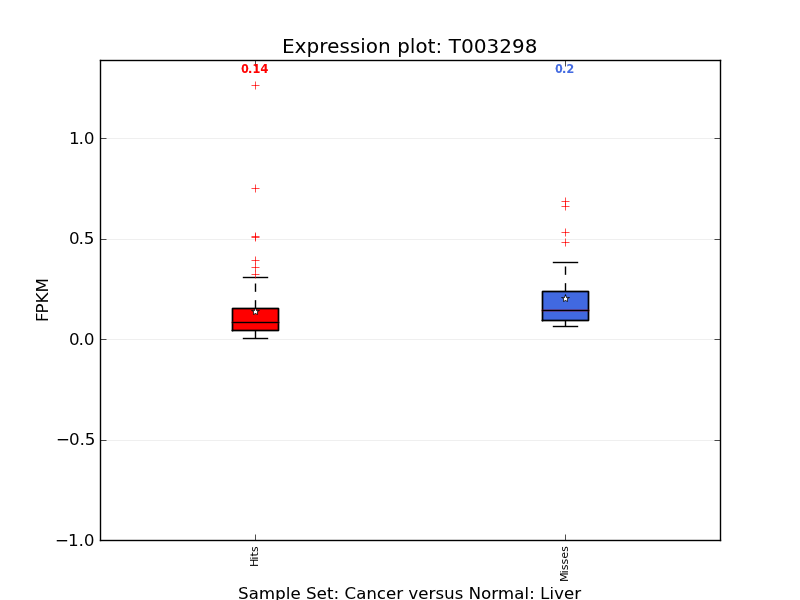 Expression plot: T003298
0.14
0.2
1.0
0.5
0.0
−0.5
−1.0
FPKM
Hits
Misses
Sample Set: Cancer versus Normal: Liver